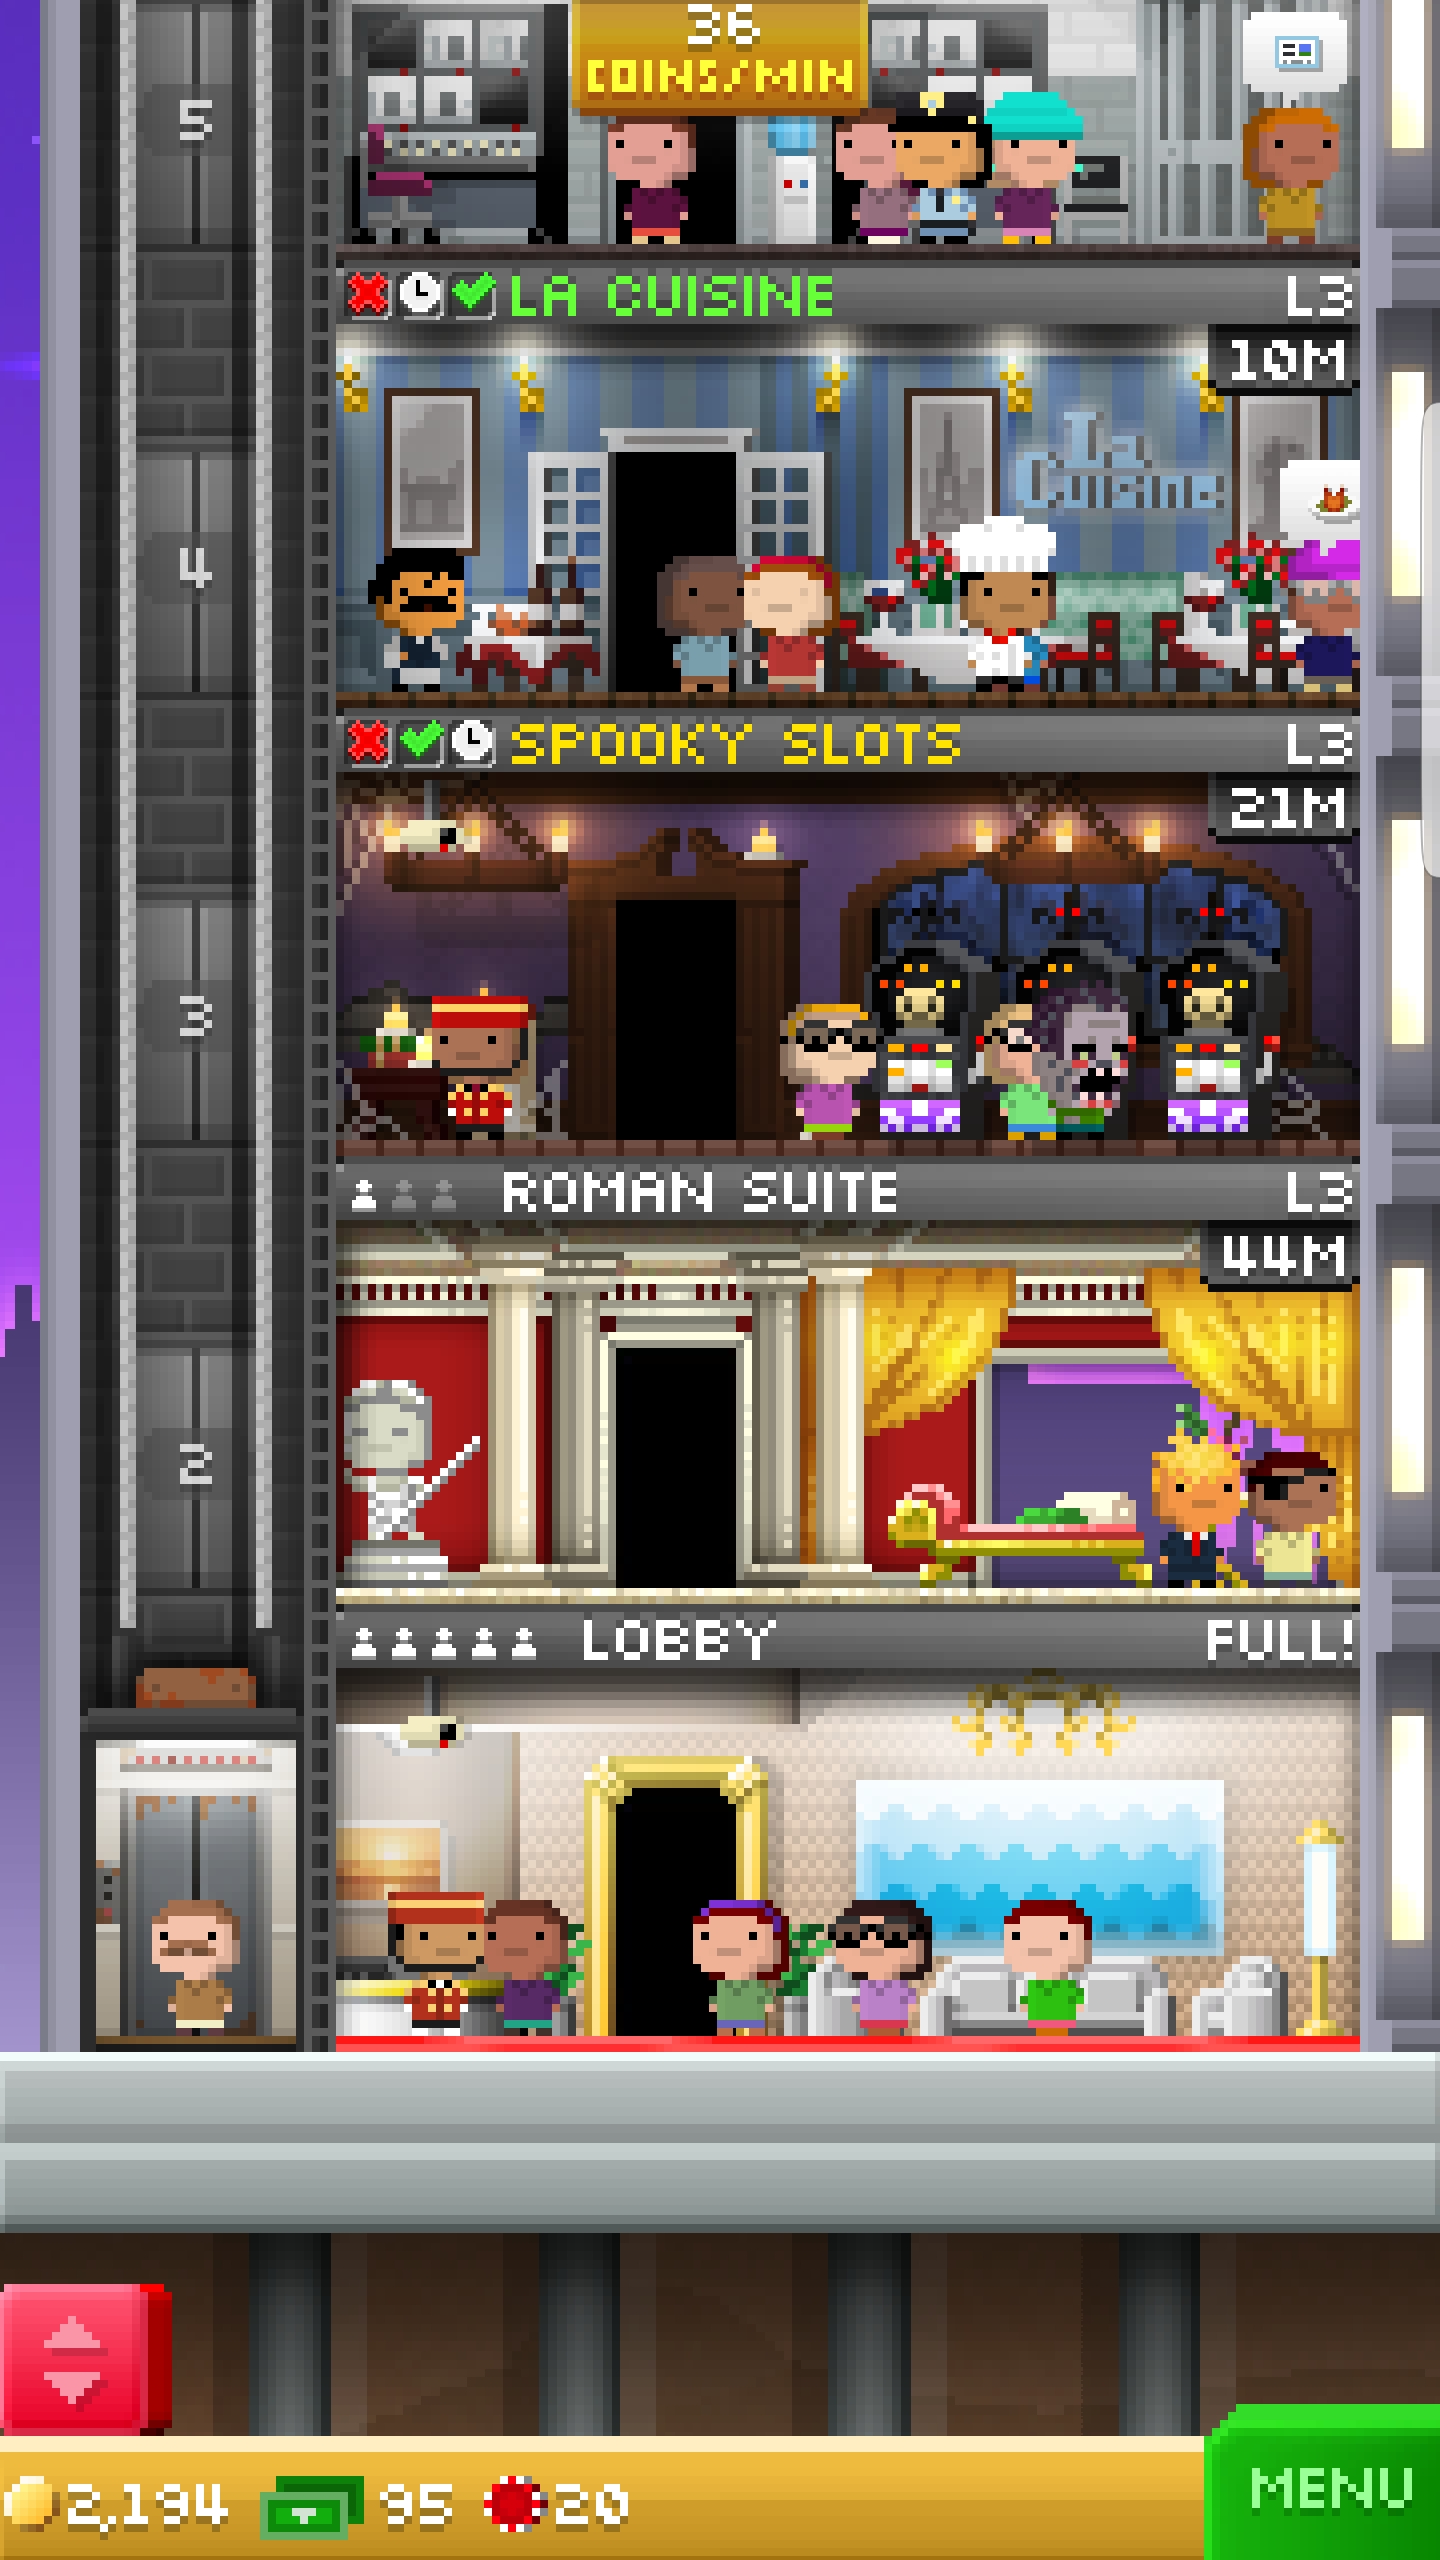 36
COINS/MIN
5
LA CUISINE L3
10M
La
Cuisine
4
SPOOKY SLOTS L3
21M
3
ROMAN SUITE L3
44M
2
LOBBY FULL!
2,194 95 20
MENU